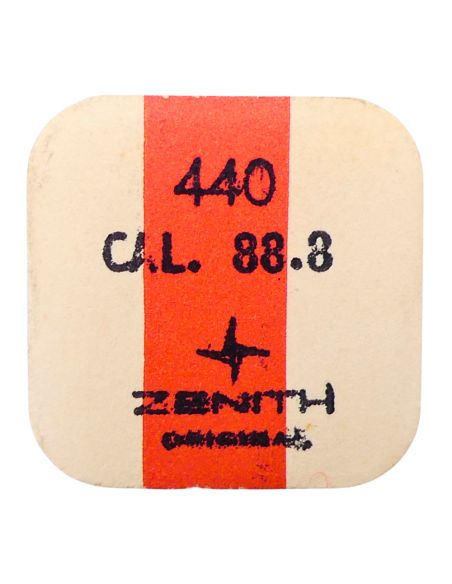 440
CAL. 88.8
ZENITH
ORIGINAL